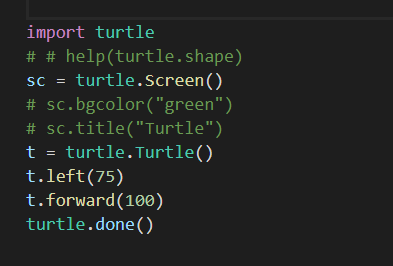 import turtle
# # help(turtle.shape)
sc = turtle.Screen()
# sc.bgcolor("green")
# sc.title("Turtle")
t = turtle.Turtle()
t.left(75)
t.forward(100)
turtle.done()